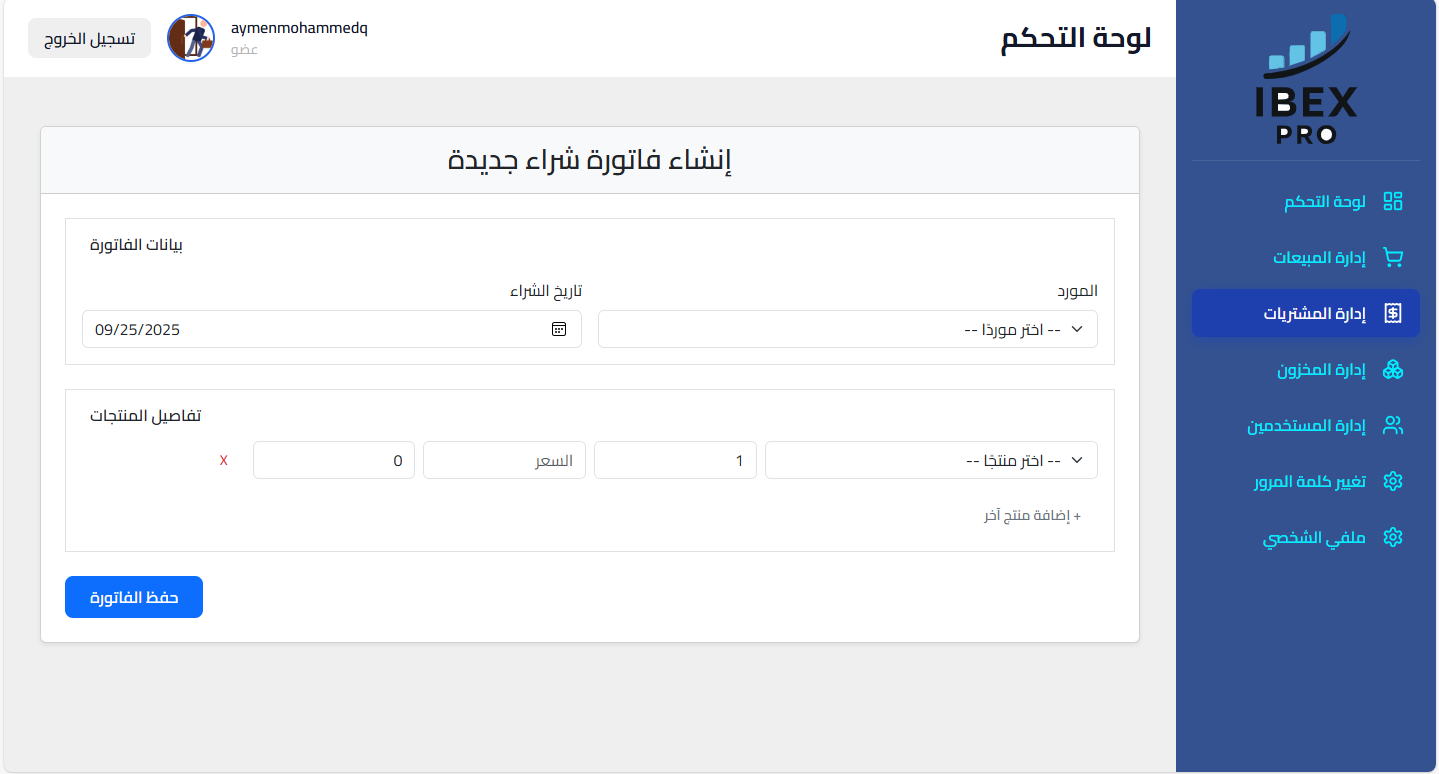 IBEX
PRO
لوحة التحكم
إدارة المبيعات
إدارة المشتريات
إدارة المخزون
إدارة المستخدمين
تغيير كلمة المرور
ملفي الشخصي
لوحة التحكم
aymenmohammedq
عضو
تسجيل الخروج
إنشاء فاتورة شراء جديدة
بيانات الفاتورة
المورد تاريخ الشراء
-- اختر موردًا -- 09/25/2025
تفاصيل المنتجات
-- اختر منتجًا -- 1 السعر 0 X
+ إضافة منتج آخر
حفظ الفاتورة